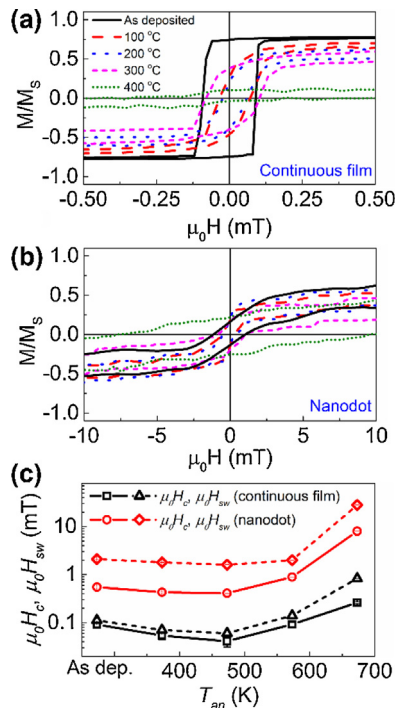 (a)
As deposited
100 °C
200 °C
300 °C
400 °C
1.0
0.5
0.0
-0.5
-1.0
M/Ms
Continuous film
-0.50 -0.25 0.00 0.25 0.50
μ₀H (mT)
(b)
1.0
0.5
0.0
-0.5
-1.0
M/Ms
Nanodot
-10 -5 0 5 10
μ₀H (mT)
(c)
μ₀Hc, μ₀Hsw (continuous film)
μ₀Hc, μ₀Hsw (nanodot)
10
1
0.1
μ₀Hc, μ₀Hsw (mT)
As dep. 400 500 600 700
Tan (K)